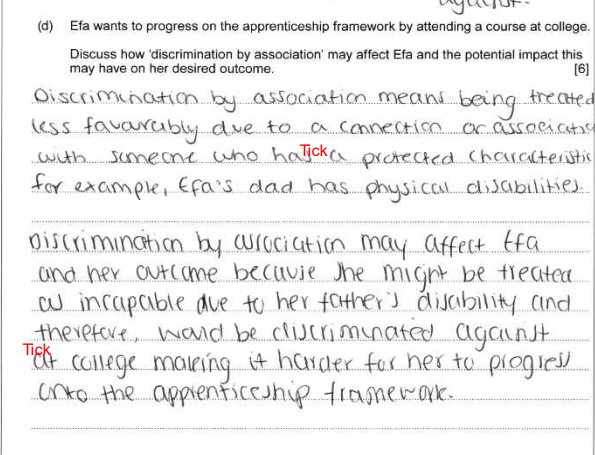 against.
(d) Efa wants to progress on the apprenticeship framework by attending a course at college.
Discuss how 'discrimination by association' may affect Efa and the potential impact this
may have on her desired outcome. [6]
Discrimination by association means being treated
less favourably due to a connection or associatio
with someone who has a protected characteristic
Tick
for example, Efa's dad has physical disabilities.
Discrimination by association may affect Efa
and her outcome because she might be treated
as incapable due to her father's disability and
therefore, would be discriminated against
Tick
at college making it harder for her to progress
onto the apprenticeship framework.